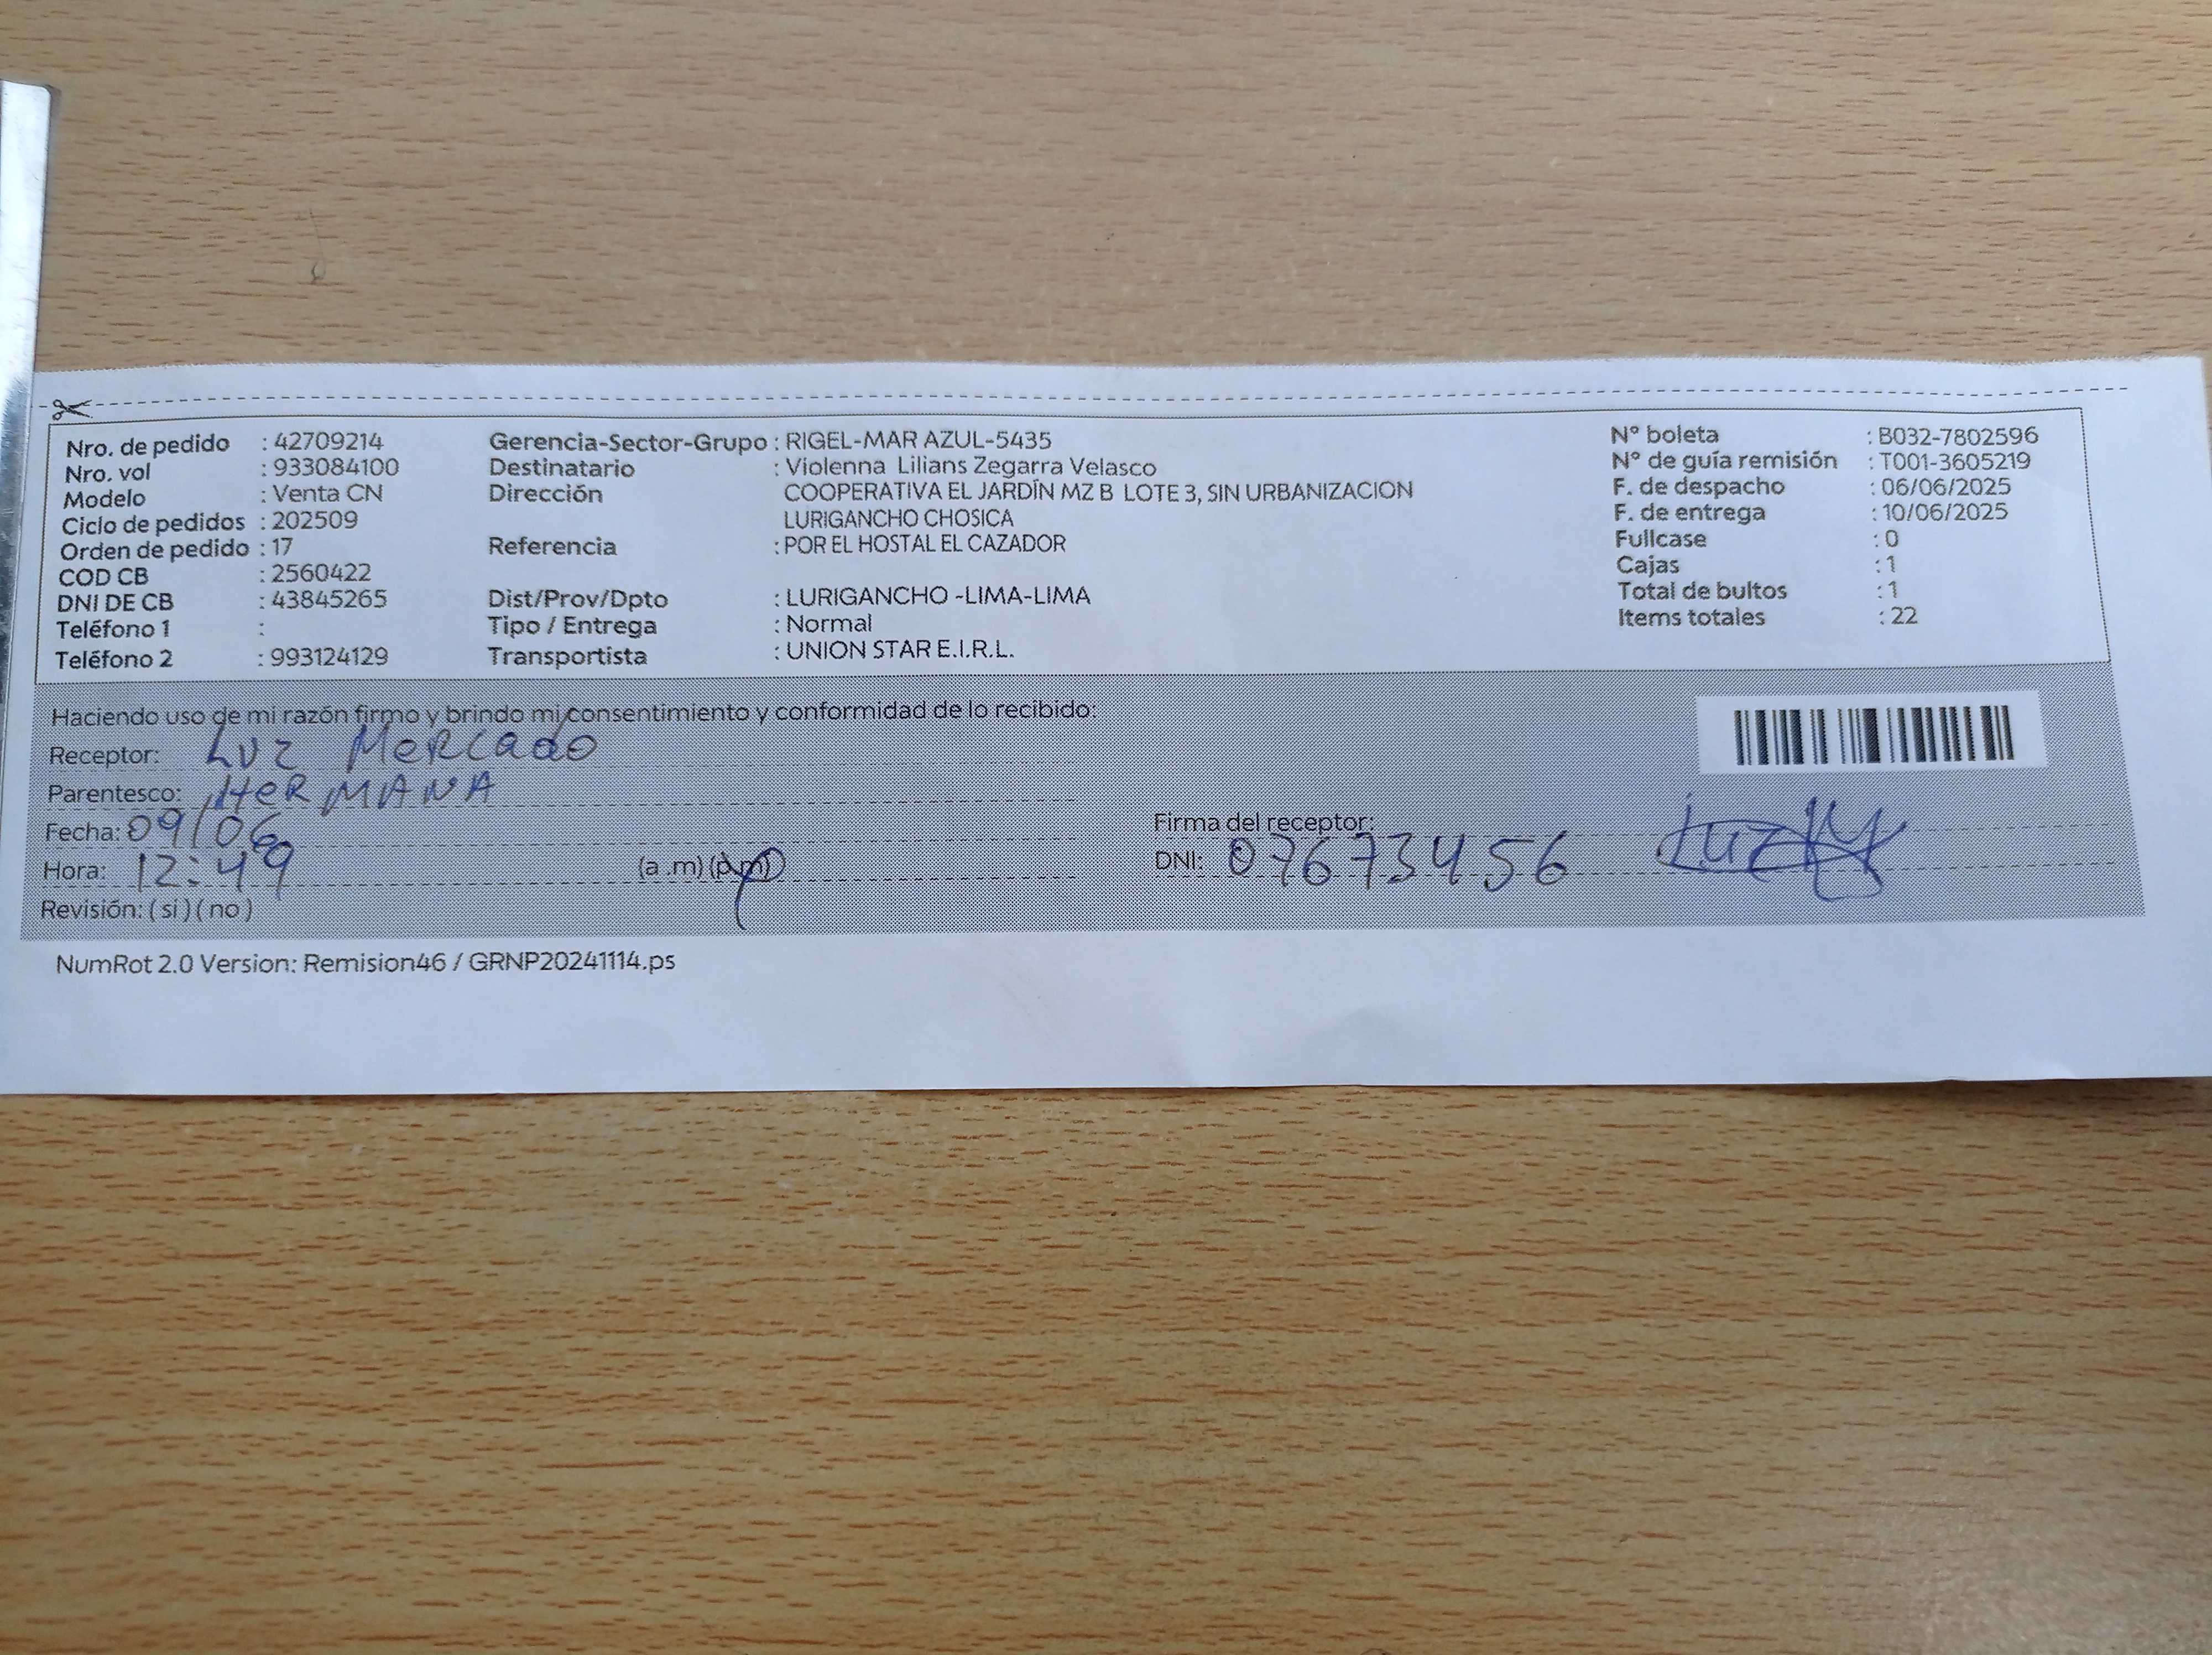 Nro. de pedido : 42709214 Gerencia-Sector-Grupo : RIGEL-MAR AZUL-5435 N° boleta : B032-7802596
Nro. vol : 933084100 Destinatario : Violenna Lilians Zegarra Velasco N° de guía remisión : T001-3605219
Modelo : Venta CN Dirección COOPERATIVA EL JARDÍN MZ B LOTE 3, SIN URBANIZACION F. de despacho : 06/06/2025
Ciclo de pedidos : 202509 LURIGANCHO CHOSICA F. de entrega : 10/06/2025
Orden de pedido : 17 Referencia : POR EL HOSTAL EL CAZADOR Fullcase : 0
COD CB : 2560422 Cajas : 1
DNI DE CB : 43845265 Dist/Prov/Dpto : LURIGANCHO -LIMA-LIMA Total de bultos : 1
Teléfono 1 : Tipo / Entrega : Normal Items totales : 22
Teléfono 2 : 993124129 Transportista : UNION STAR E.I.R.L.
Haciendo uso de mi razón firmo y brindo mi consentimiento y conformidad de lo recibido:
Receptor: Luz Mercado
Parentesco: HERMANA
Fecha: 09/06 Firma del receptor:
Hora: 12:49 (a .m) (p.m) DNI: 07673456
Revisión: ( si ) ( no )
NumRot 2.0 Version: Remision46 / GRNP20241114.ps